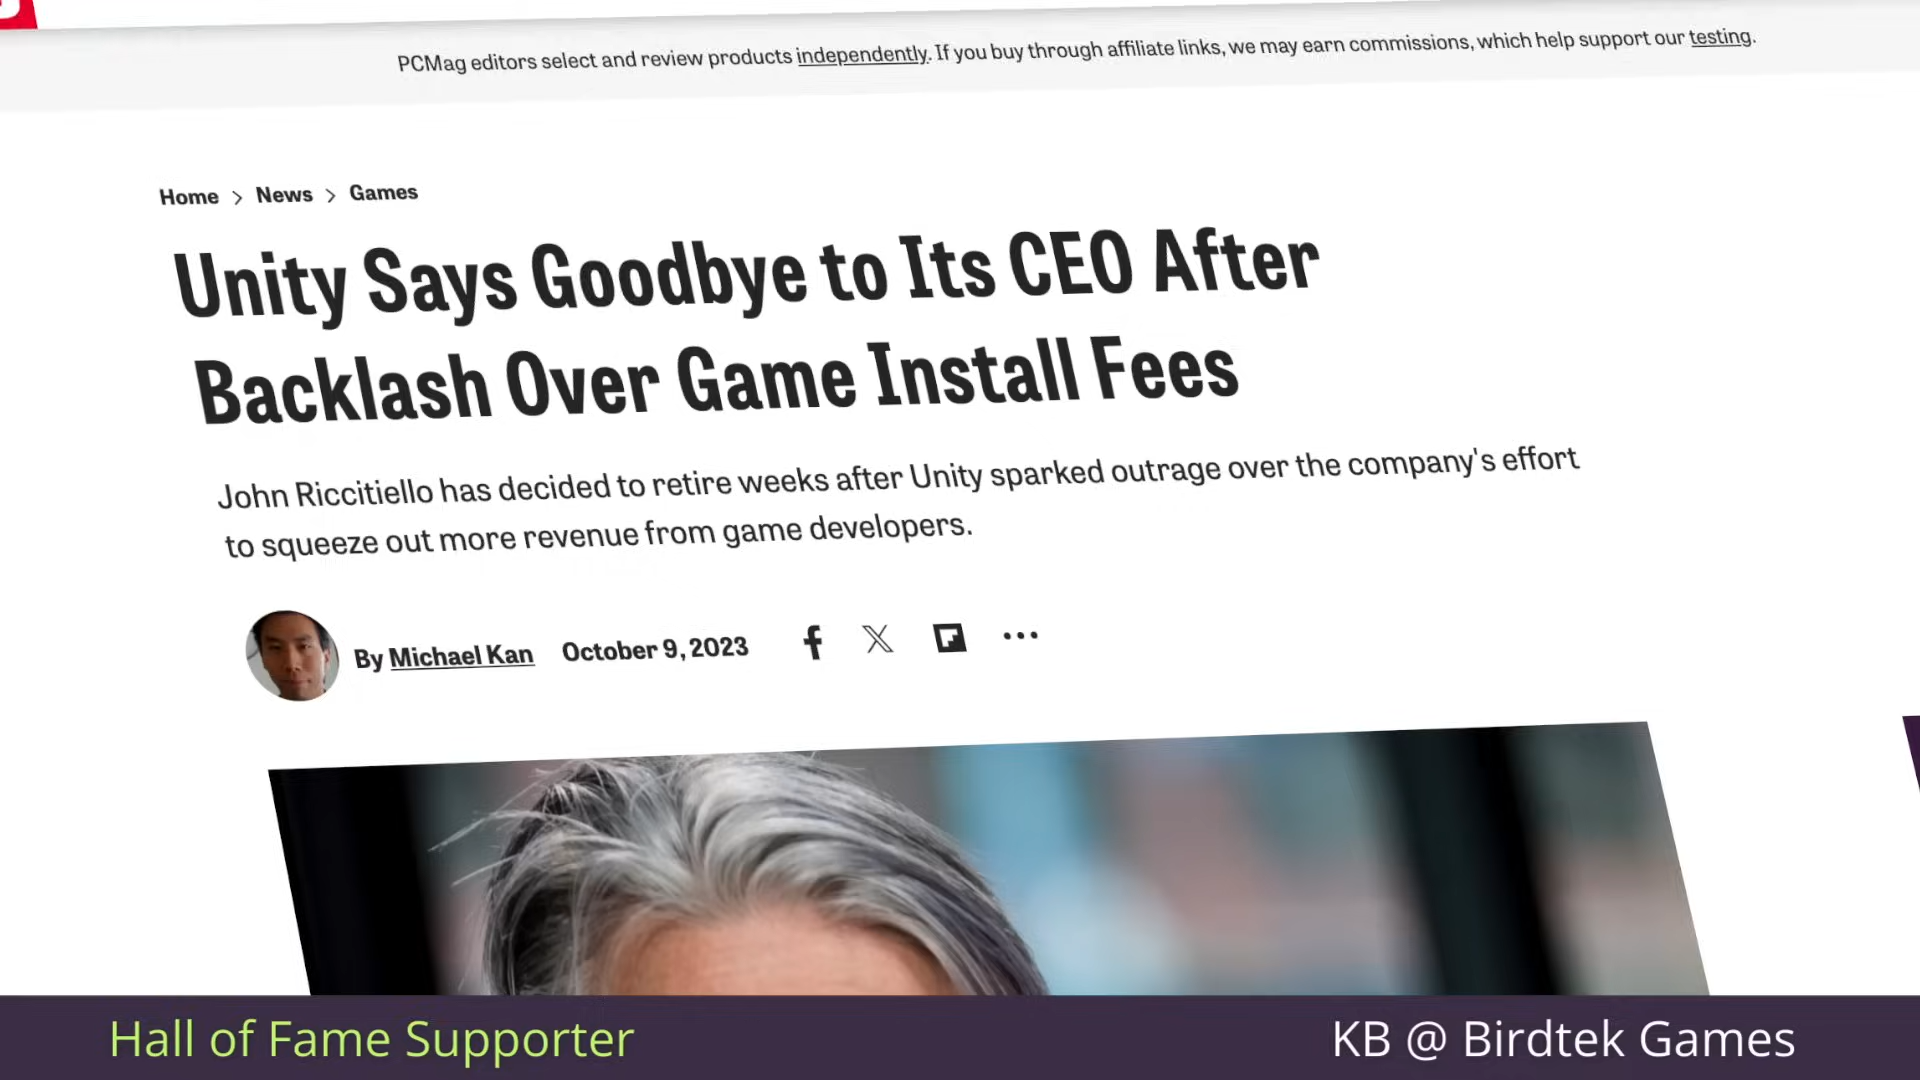 PCMag editors select and review products independently. If you buy through affiliate links, we may earn commissions, which help support our testing.
Home > News > Games
Unity Says Goodbye to Its CEO After
Backlash Over Game Install Fees
John Riccitiello has decided to retire weeks after Unity sparked outrage over the company's effort
to squeeze out more revenue from game developers.
By Michael Kan October 9, 2023
Hall of Fame Supporter KB @ Birdtek Games